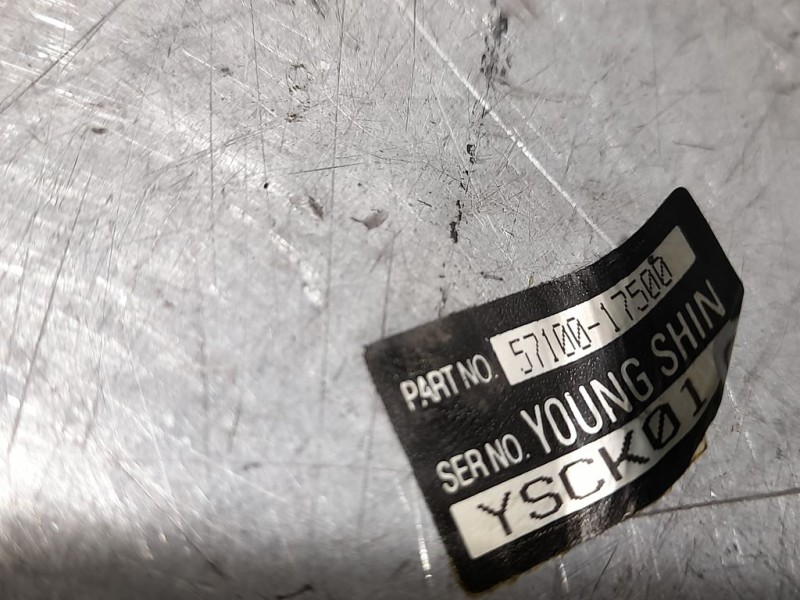 PART NO. 57100-17500
SER NO. YOUNG SHIN
YSCK01